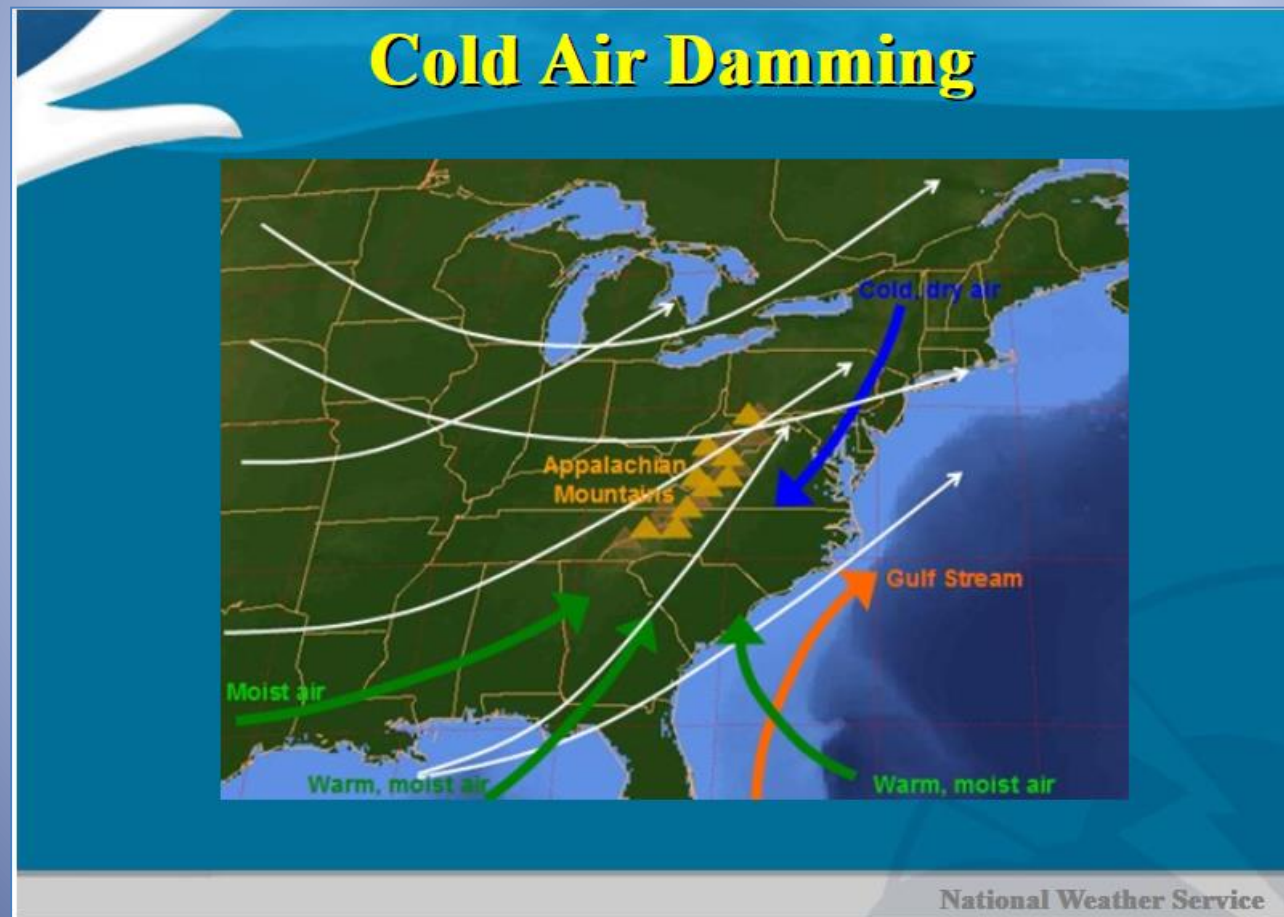 Cold Air Damming
Cold, dry air
Appalachian
Mountains
Gulf Stream
Moist air
Warm, moist air
Warm, moist air
National Weather Service